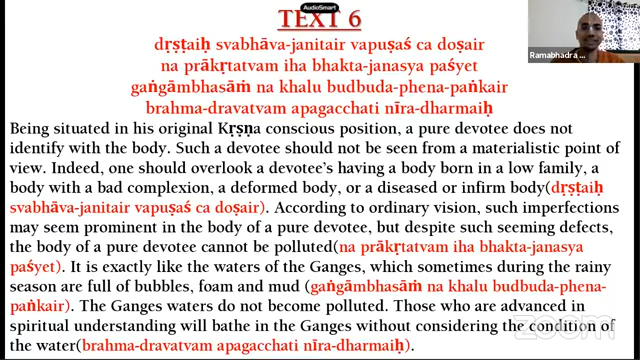 AudioSmart
TEXT 6
dṛṣṭaiḥ svabhāva-janitair vapuṣaś ca doṣair
na prākṛtatvam iha bhakta-janasya paśyet
gaṅgāmbhasāṁ na khalu budbuda-phena-paṅkair
brahma-dravatvam apagacchati nīra-dharmaiḥ
Being situated in his original Kṛṣṇa conscious position, a pure devotee does not
identify with the body. Such a devotee should not be seen from a materialistic point of
view. Indeed, one should overlook a devotee's having a body born in a low family, a
body with a bad complexion, a deformed body, or a diseased or infirm body(dṛṣṭaiḥ
svabhāva-janitair vapuṣaś ca doṣair). According to ordinary vision, such imperfections
may seem prominent in the body of a pure devotee, but despite such seeming defects,
the body of a pure devotee cannot be polluted(na prākṛtatvam iha bhakta-janasya
paśyet). It is exactly like the waters of the Ganges, which sometimes during the rainy
season are full of bubbles, foam and mud (gaṅgāmbhasāṁ na khalu budbuda-phena-
paṅkair). The Ganges waters do not become polluted. Those who are advanced in
spiritual understanding will bathe in the Ganges without considering the condition of
the water(brahma-dravatvam apagacchati nīra-dharmaiḥ).
Ramabhadra
zoom